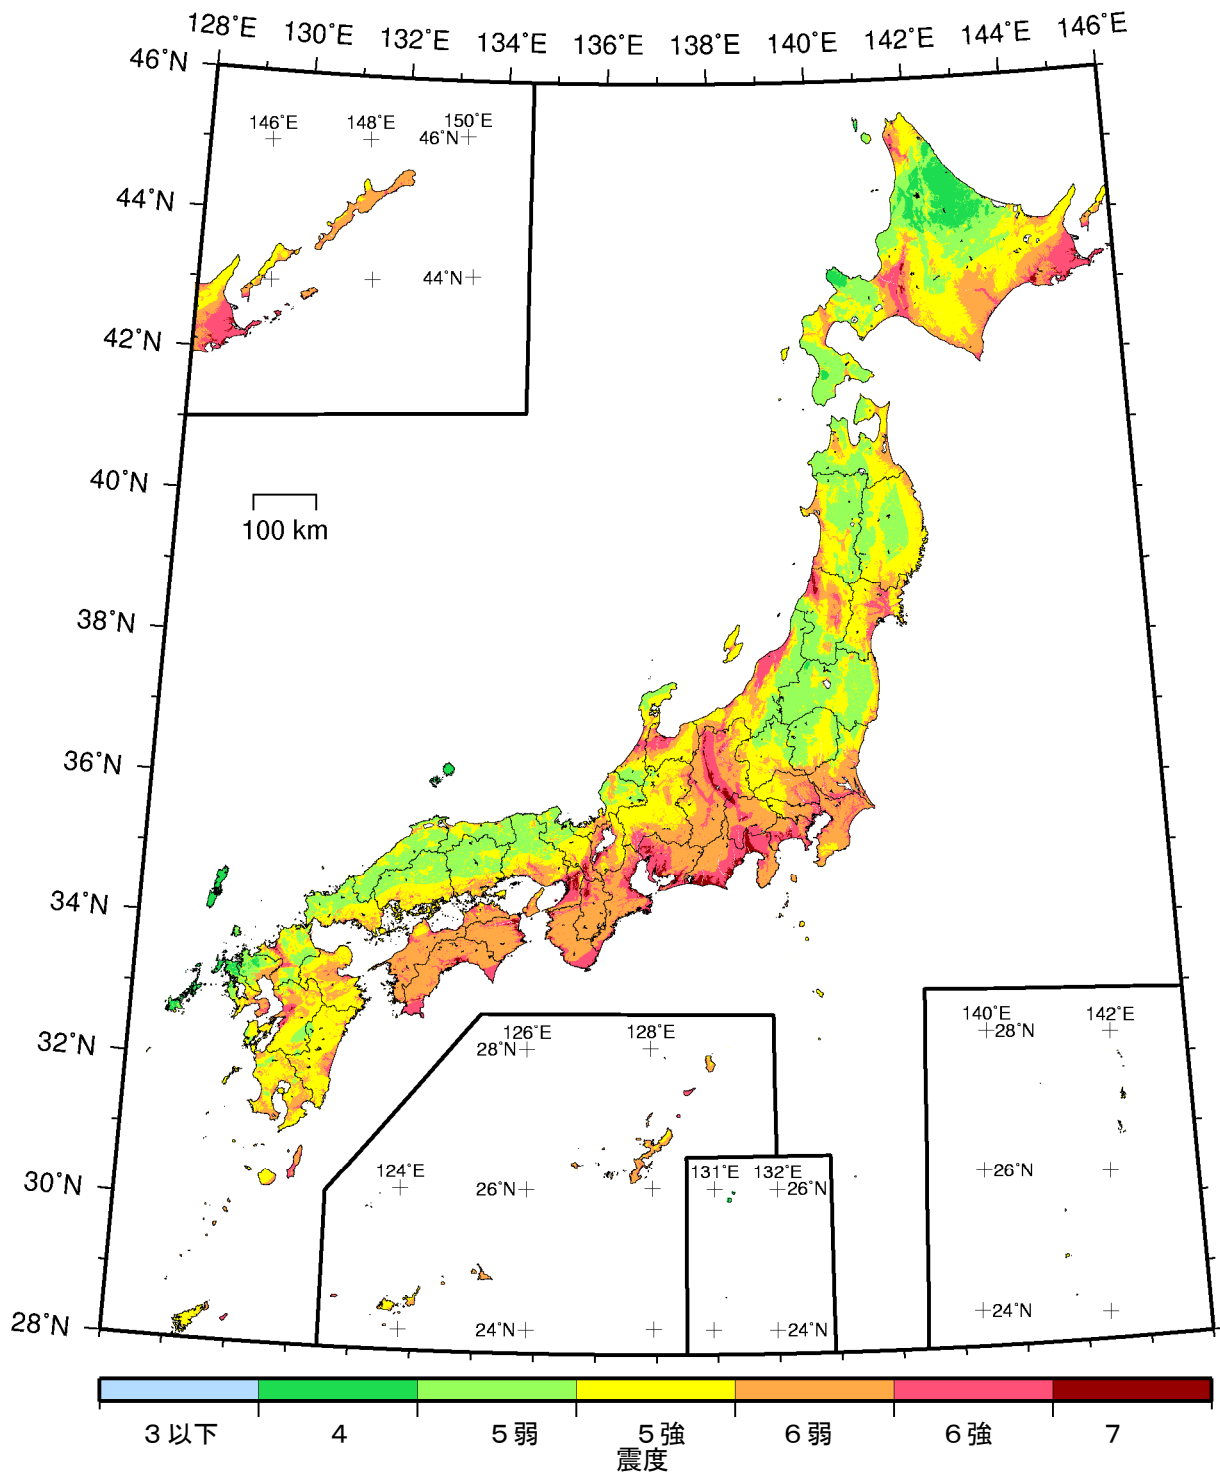 128°E 130°E 132°E 134°E 136°E 138°E 140°E 142°E 144°E 146°E
46°N
44°N
42°N
40°N
38°N
36°N
34°N
32°N
30°N
28°N
146°E 148°E 150°E
46°N
44°N
100 km
126°E 128°E
28°N
124°E
26°N
24°N
131°E 132°E
26°N
24°N
140°E 142°E
28°N
26°N
24°N
3以下 4 5弱 5強 6弱 6強 7
震度